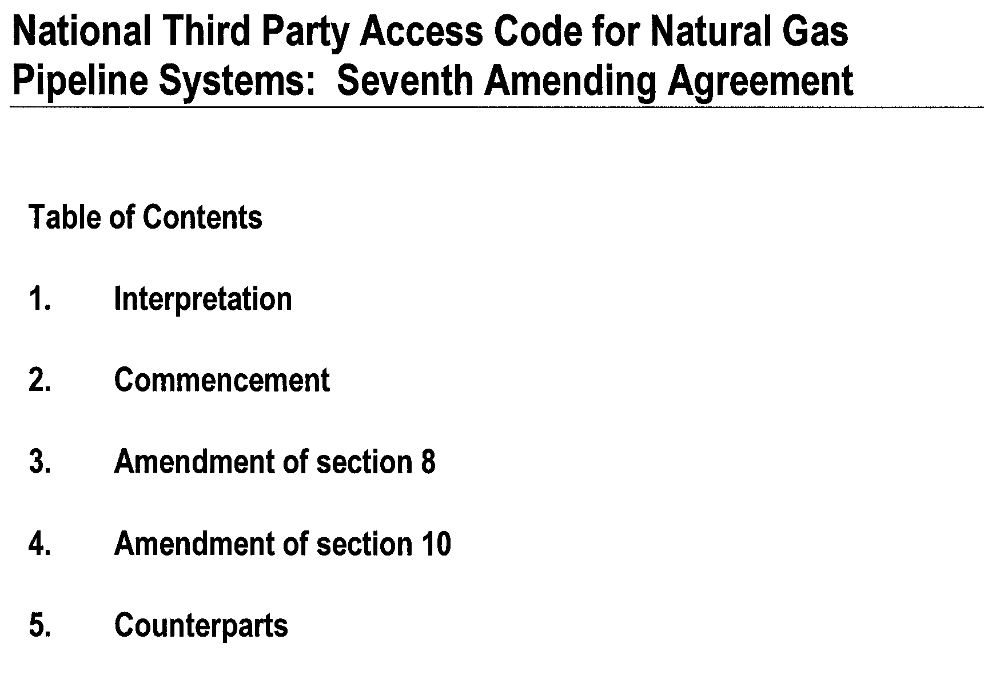 National Third Party Access Code for Natural Gas
Pipeline Systems: Seventh Amending Agreement
Table of Contents
1. Interpretation
2. Commencement
3. Amendment of section 8
4. Amendment of section 10
5. Counterparts